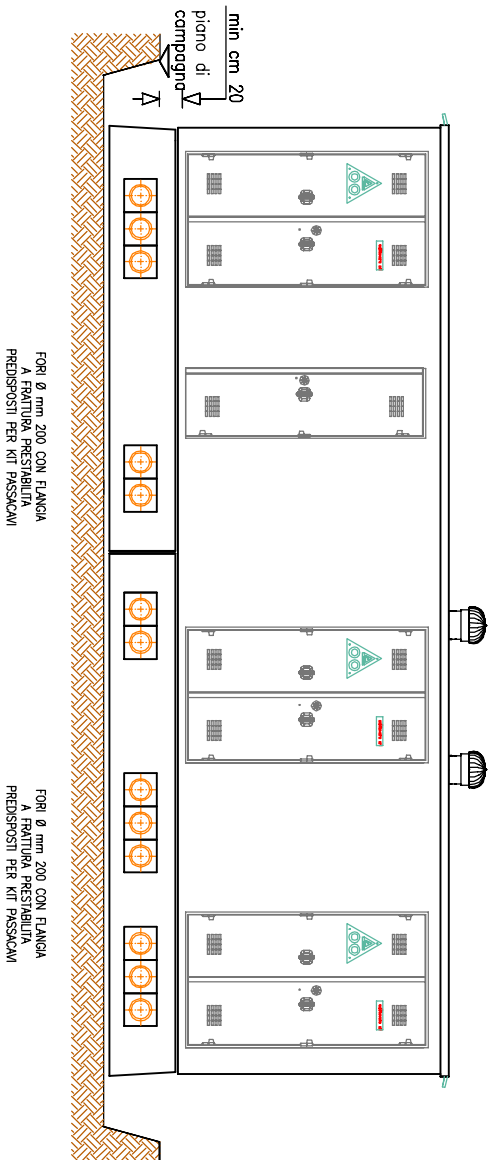 min cm 20
piano di
campagna
FORI Ø mm 200 CON FLANGIA
A FRATTURA PRESTABILITA
PREDISPOSTI PER KIT PASSACAVI
FORI Ø mm 200 CON FLANGIA
A FRATTURA PRESTABILITA
PREDISPOSTI PER KIT PASSACAVI